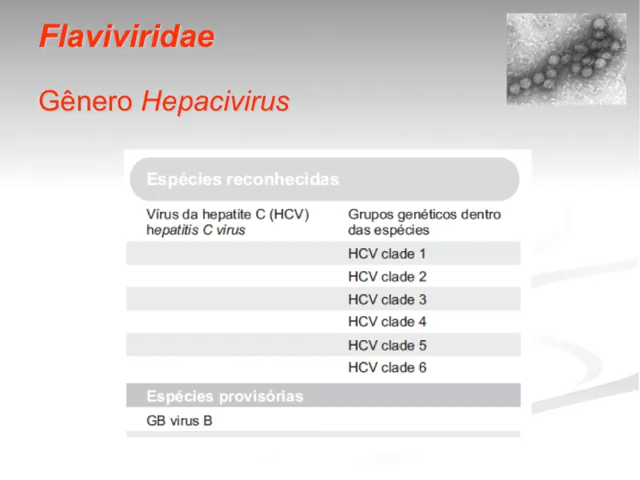 Flaviviridae
Gênero Hepacivirus
Espécies reconhecidas
Vírus da hepatite C (HCV)
hepatitis C virus
Grupos genéticos dentro
das espécies
HCV clade 1
HCV clade 2
HCV clade 3
HCV clade 4
HCV clade 5
HCV clade 6
Espécies provisórias
GB virus B